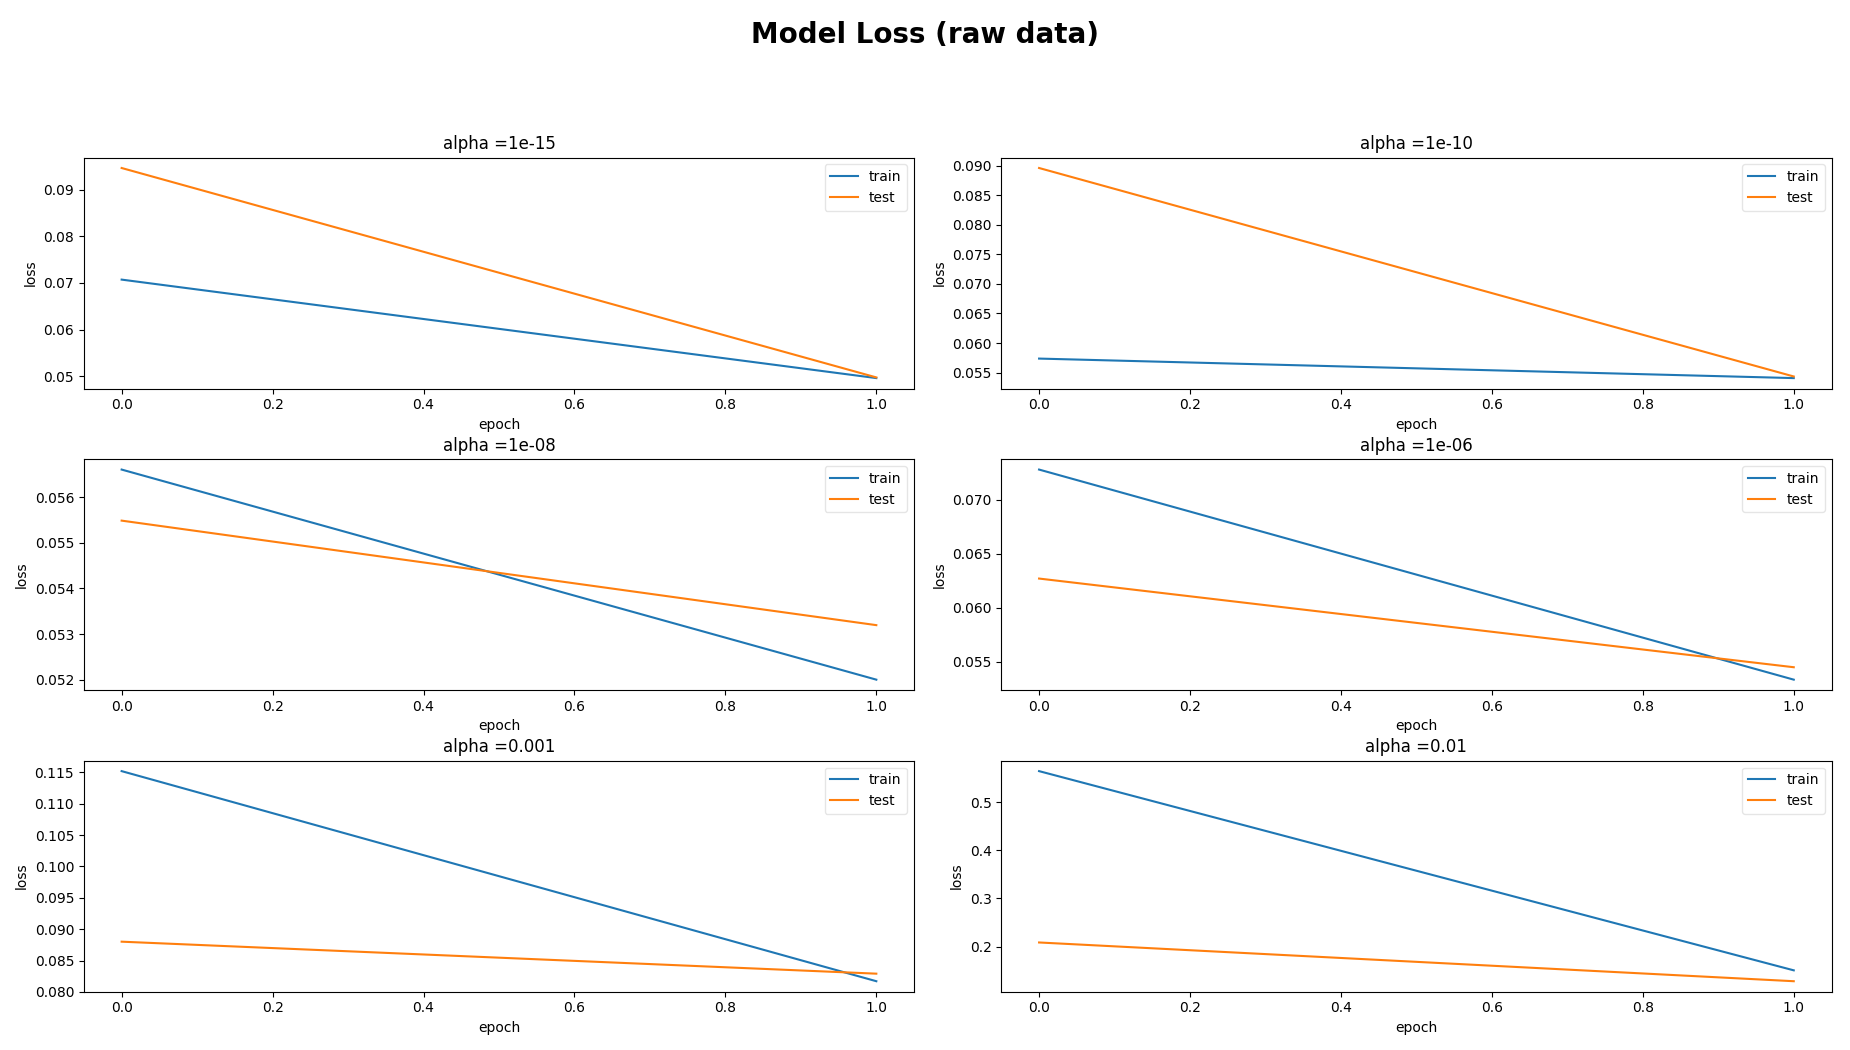 Model Loss (raw data)
alpha =1e-15
train
test
0.09
0.08
0.07
0.06
0.05
loss
0.0 0.2 0.4 0.6 0.8 1.0
epoch
alpha =1e-10
train
test
0.090
0.085
0.080
0.075
0.070
0.065
0.060
0.055
loss
0.0 0.2 0.4 0.6 0.8 1.0
epoch
alpha =1e-08
train
test
0.056
0.055
0.054
0.053
0.052
loss
0.0 0.2 0.4 0.6 0.8 1.0
epoch
alpha =1e-06
train
test
0.070
0.065
0.060
0.055
loss
0.0 0.2 0.4 0.6 0.8 1.0
epoch
alpha =0.001
train
test
0.115
0.110
0.105
0.100
0.095
0.090
0.085
0.080
loss
0.0 0.2 0.4 0.6 0.8 1.0
epoch
alpha =0.01
train
test
0.5
0.4
0.3
0.2
loss
0.0 0.2 0.4 0.6 0.8 1.0
epoch